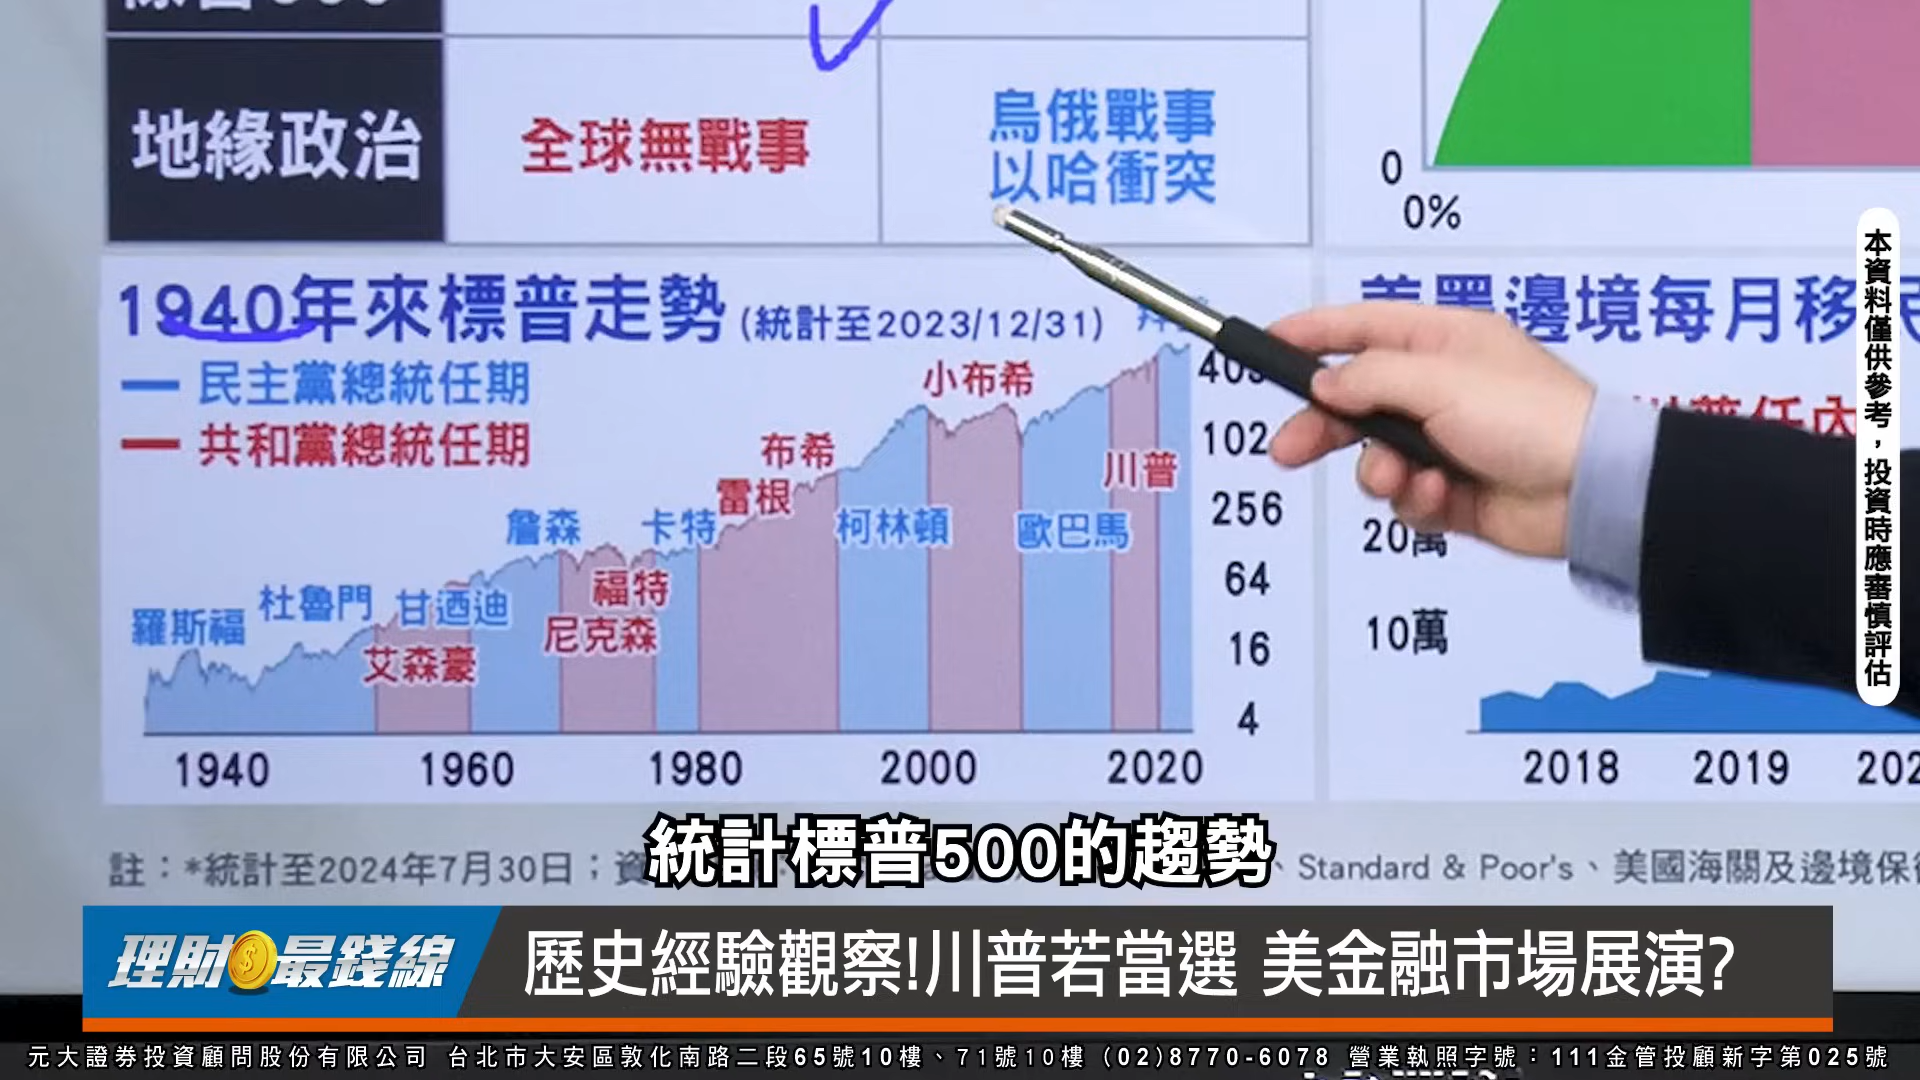 地緣政治
全球無戰事
烏俄戰事
以哈衝突
0
0%
1940年來標普走勢 (統計至2023/12/31)
民主黨總統任期
共和黨總統任期
小布希
102
布希
川普
雷根
256
詹森
卡特
柯林頓
歐巴馬
64
福特
杜魯門
甘迺迪
羅斯福
尼克森
16
艾森豪
4
1940 1960 1980 2000 2020
邊境每月移民
川普任內
20萬
10萬
2018 2019
統計標普500的趨勢
註：*統計至2024年7月30日；資
、Standard & Poor's、美國海關及邊境保衛
理財最錢線
歷史經驗觀察!川普若當選 美金融市場展演?
元大證券投資顧問股份有限公司 台北市大安區敦化南路二段65號10樓、71號10樓 (02)8770-6078 營業執照字號：111金管投顧新字第025號
本資料僅供參考，投資時應審慎評估